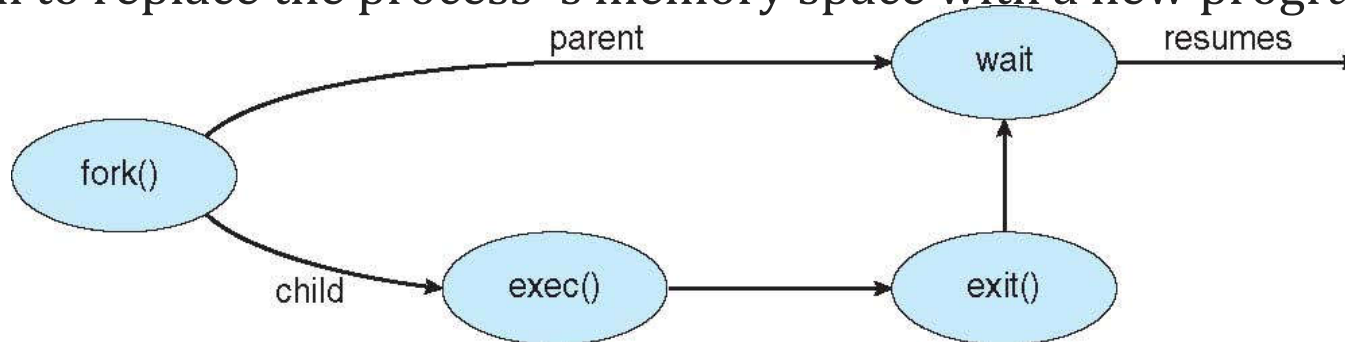 to replace the process' s memory space with a new
parent
wait
resumes
fork()
child
exec()
exit()